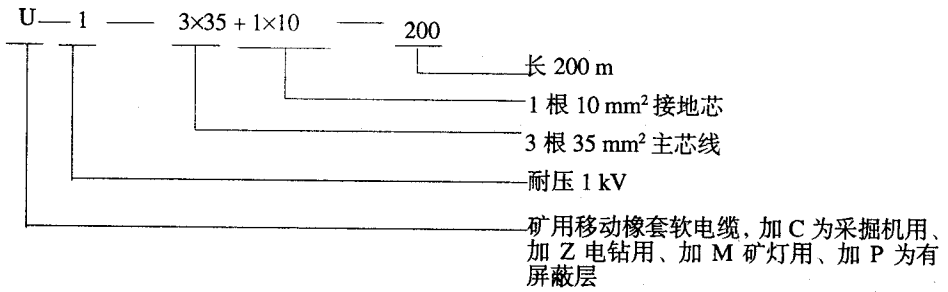 U — 1 — 3×35 + 1×10 — 200
长 200 m
1 根 10 mm² 接地芯
3 根 35 mm² 主芯线
耐压 1 kV
矿用移动橡套软电缆，加 C 为采掘机用、
加 Z 电钻用、加 M 矿灯用、加 P 为有
屏蔽层